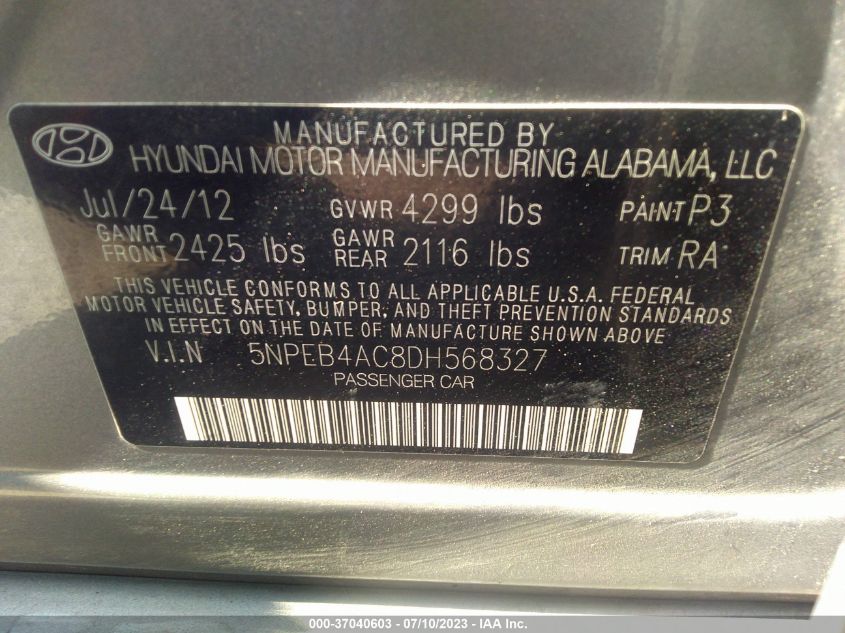 MANUFACTURED BY
HYUNDAI MOTOR MANUFACTURING ALABAMA, LLC
Jul/24/12 GVWR 4299 lbs PAINT P3
GAWR FRONT 2425 lbs GAWR REAR 2116 lbs TRIM RA
THIS VEHICLE CONFORMS TO ALL APPLICABLE U.S.A. FEDERAL
MOTOR VEHICLE SAFETY, BUMPER, AND THEFT PREVENTION STANDARDS
IN EFFECT ON THE DATE OF MANUFACTURE SHOWN ABOVE
V.I.N 5NPEB4AC8DH568327
PASSENGER CAR
000-37040603 - 07/10/2023 - IAA Inc.